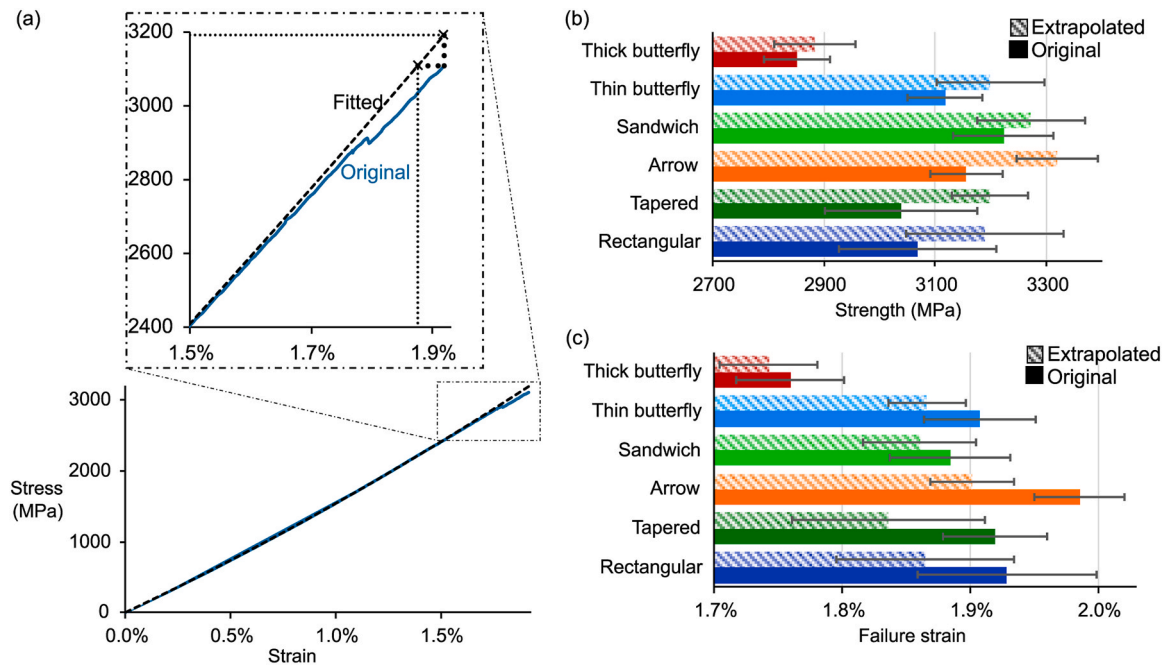 (a)
3200
3000
2800
2600
2400
Fitted
Original
1.5%
1.7%
1.9%
3000
2000
1000
0
Stress
(MPa)
0.0%
0.5%
1.0%
1.5%
Strain
(b)
Extrapolated
Original
Thick butterfly
Thin butterfly
Sandwich
Arrow
Tapered
Rectangular
2700
2900
3100
3300
Strength (MPa)
(c)
Extrapolated
Original
Thick butterfly
Thin butterfly
Sandwich
Arrow
Tapered
Rectangular
1.7%
1.8%
1.9%
2.0%
Failure strain